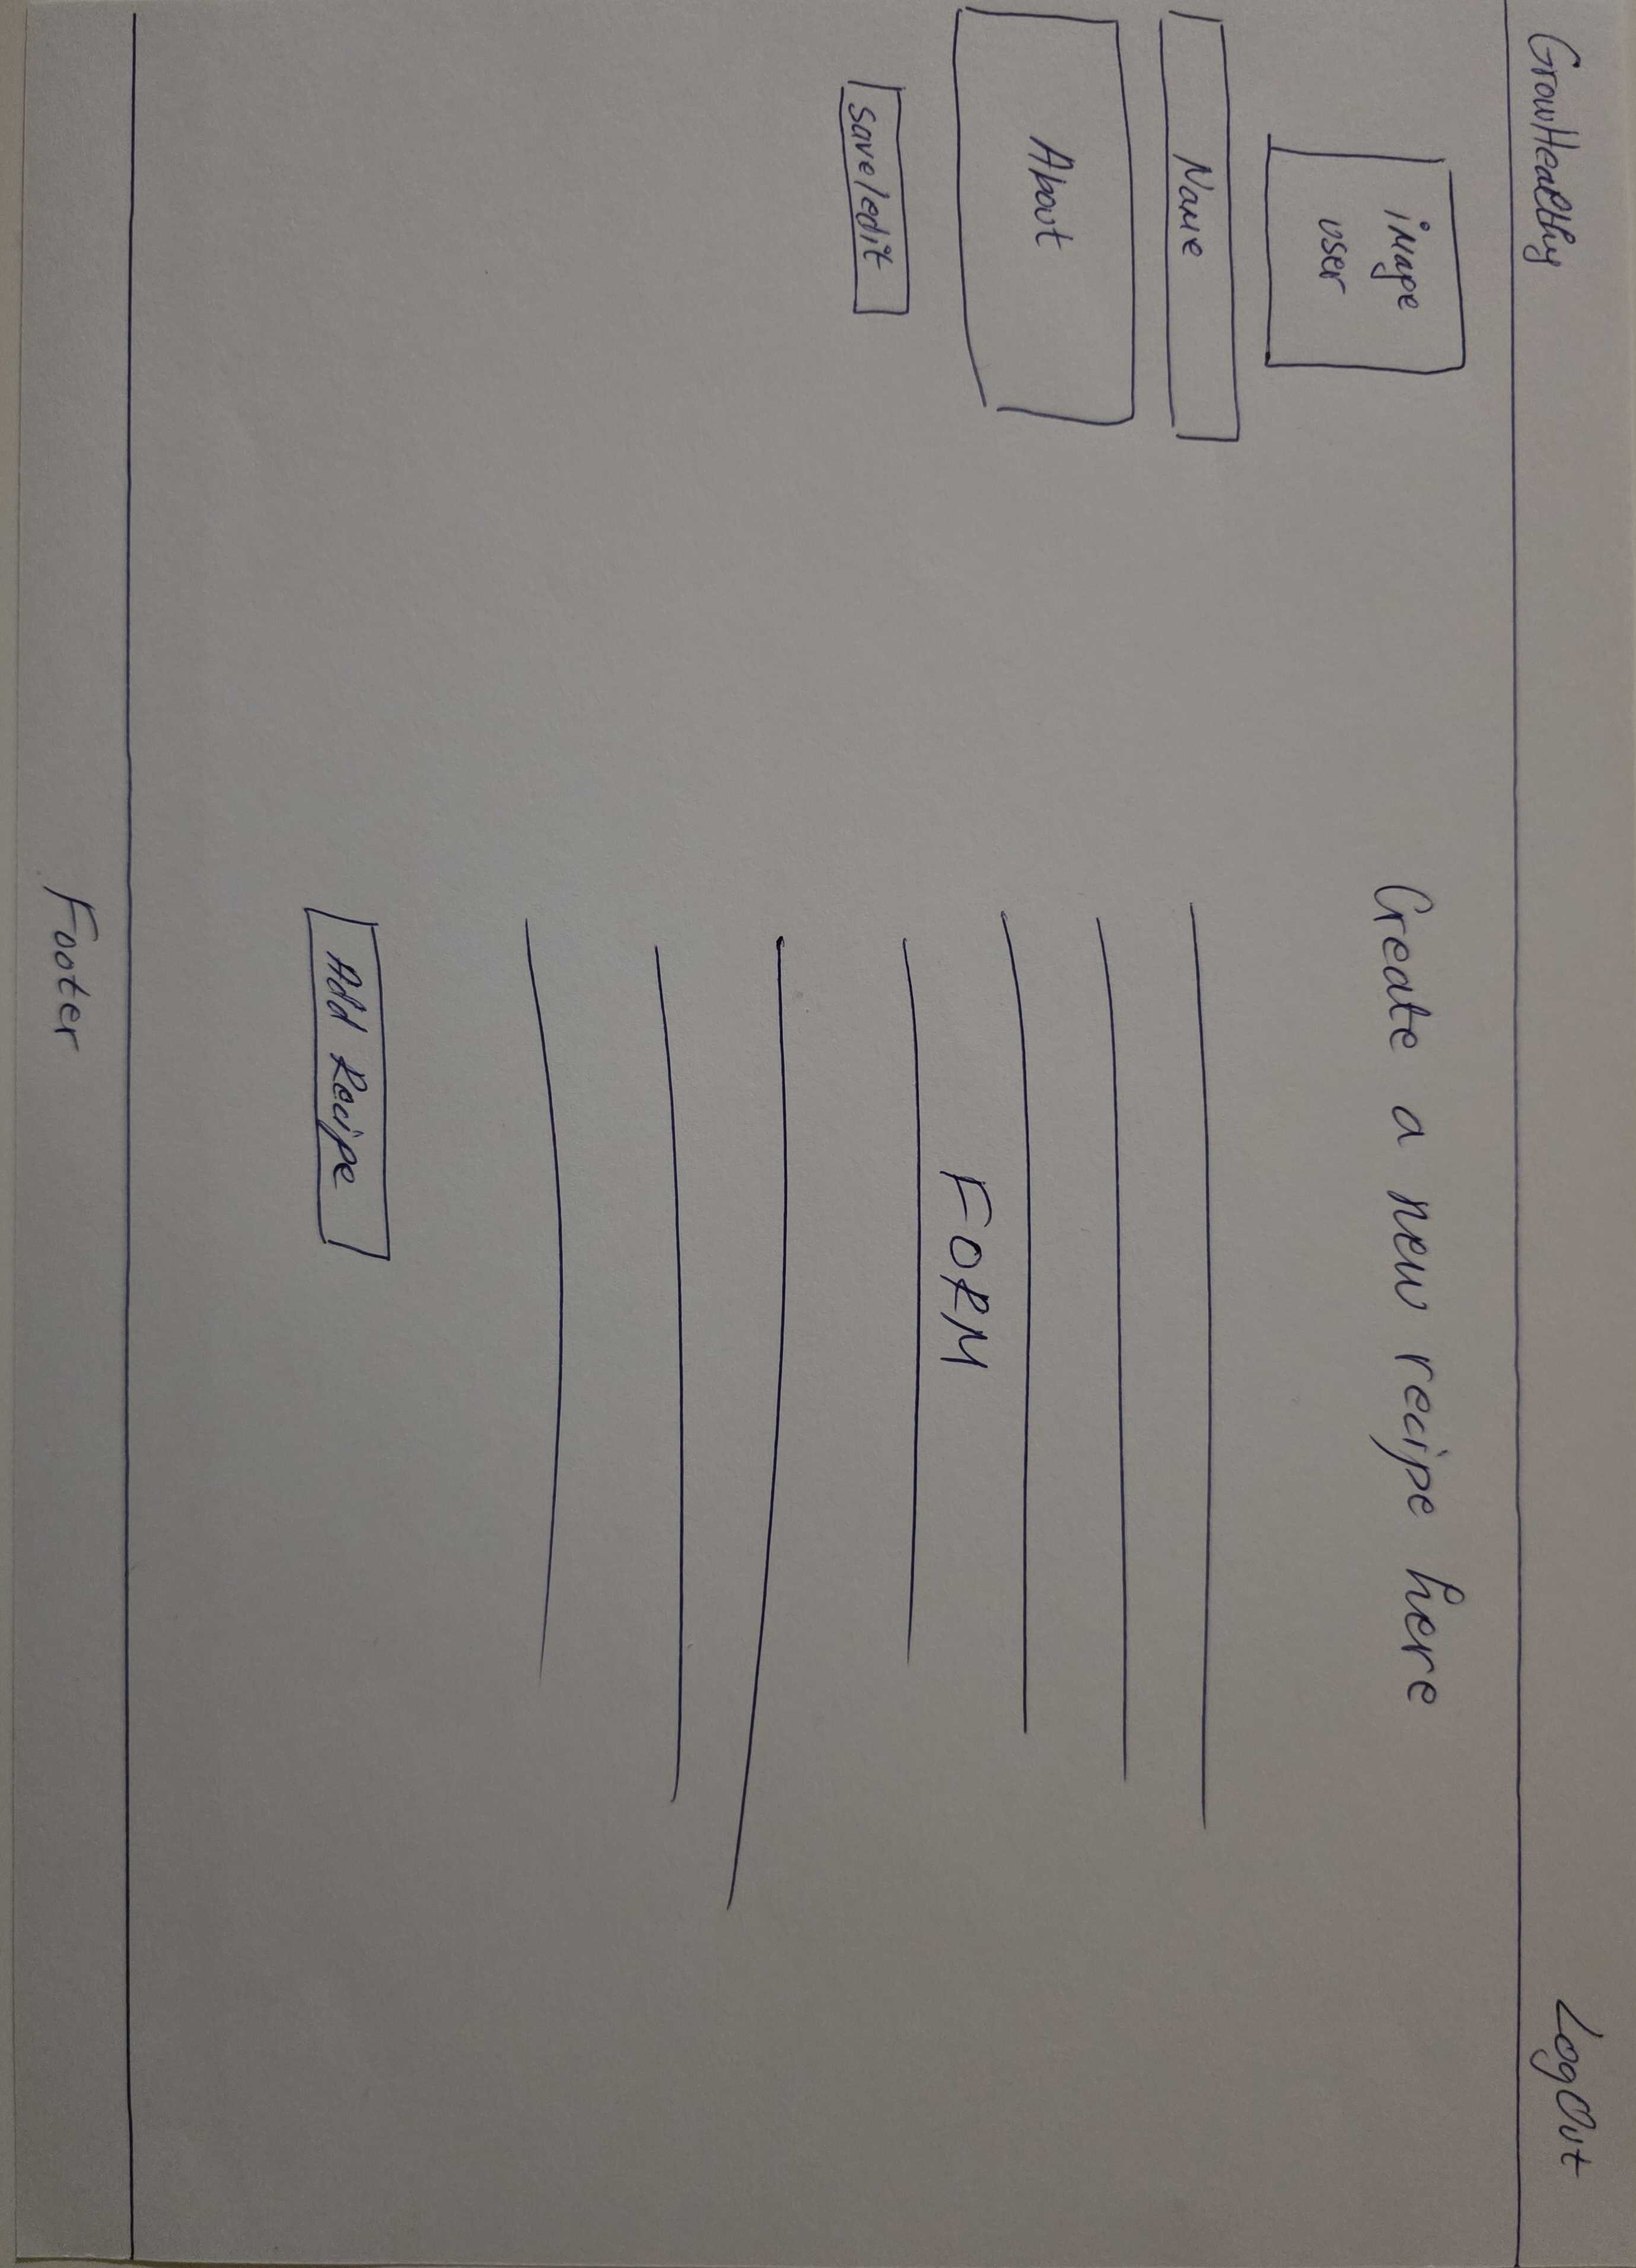 GrowHealthy
LogOut
image
user
Name
About
save/edit
Create a new recipe here
FORM
Add Recipe
Footer